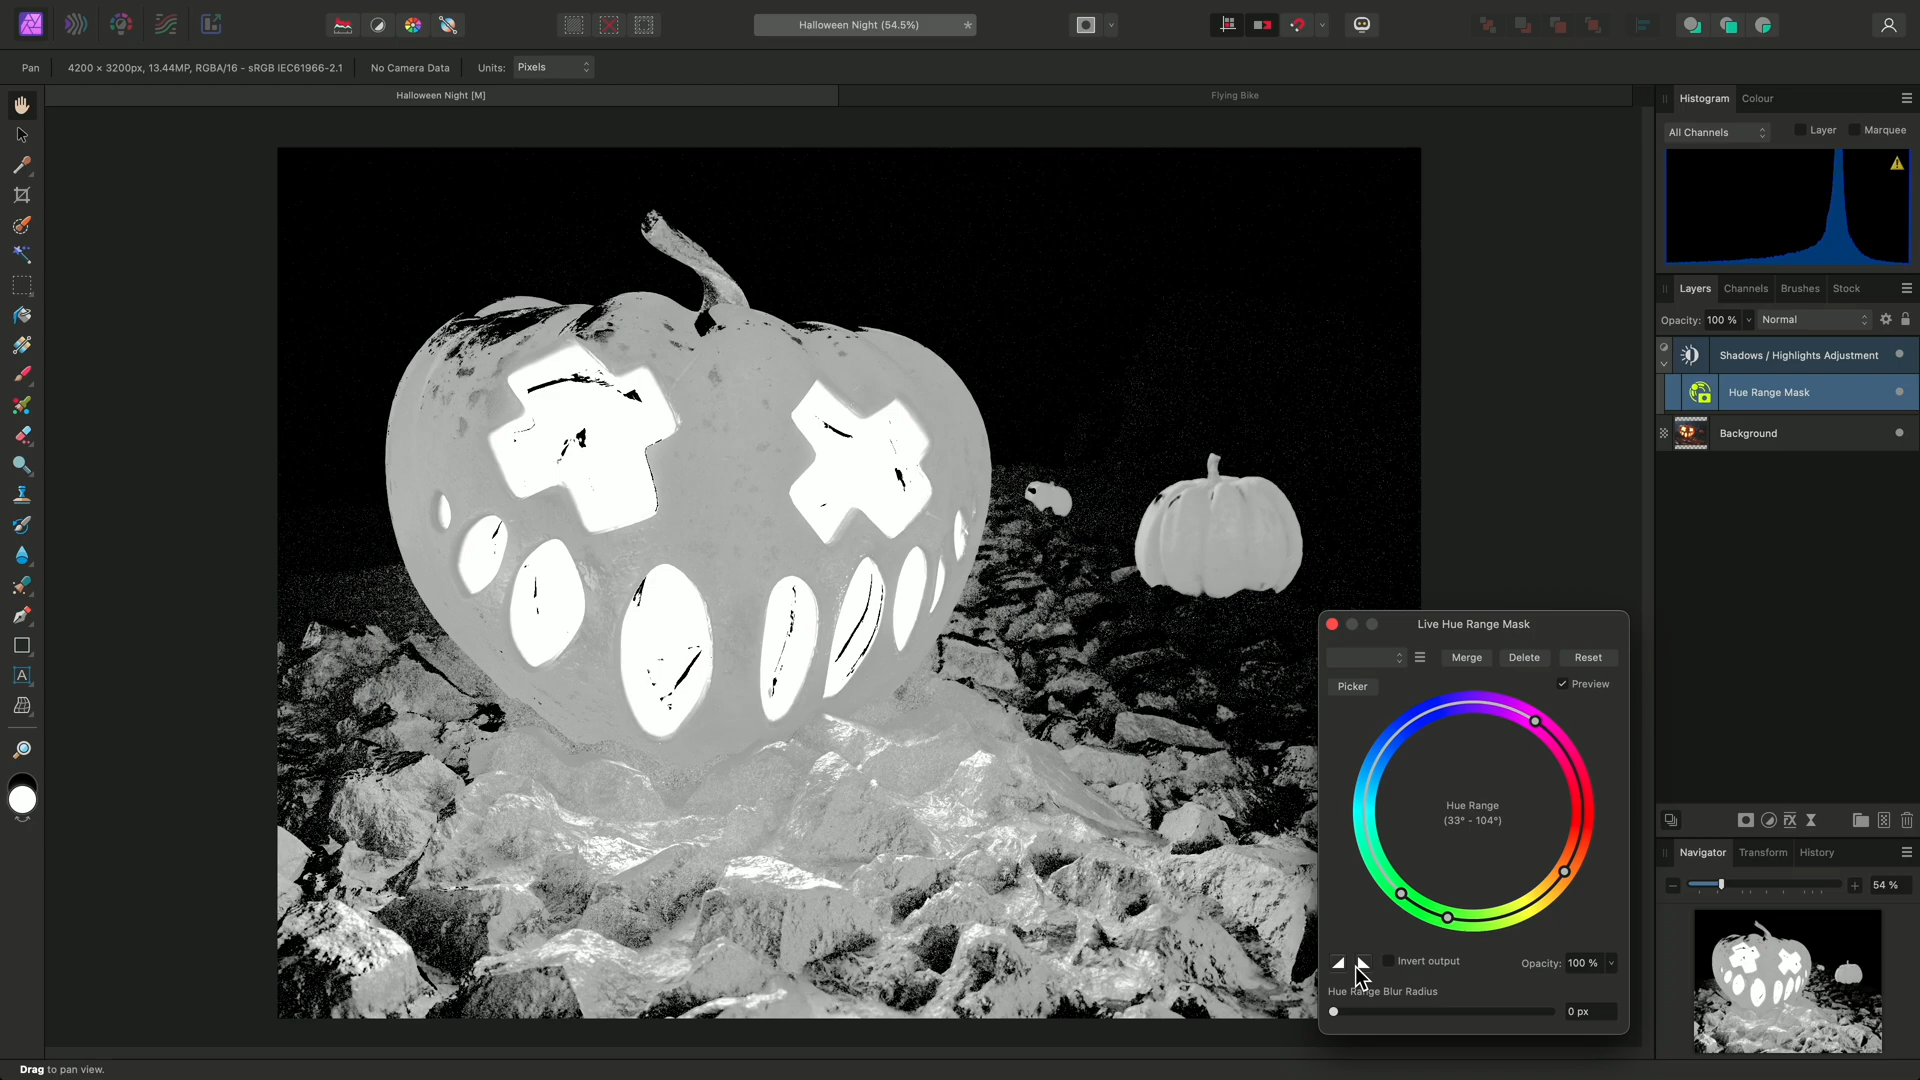 Halloween Night (54.5%)
*
Pan
4200 × 3200px, 13.44MP, RGBA/16 - sRGB IEC61966-2.1
No Camera Data
Units:
Pixels
Halloween Night [M]
Flying Bike
Histogram
Colour
All Channels
Layer
Marquee
Layers
Channels
Brushes
Stock
Opacity:
100 %
Normal
Shadows / Highlights Adjustment
Hue Range Mask
Background
Live Hue Range Mask
Merge
Delete
Reset
Picker
Preview
Hue Range
(33° - 104°)
Invert output
Opacity:
100 %
Hue Range Blur Radius
0 px
Navigator
Transform
History
54 %
Drag to pan view.